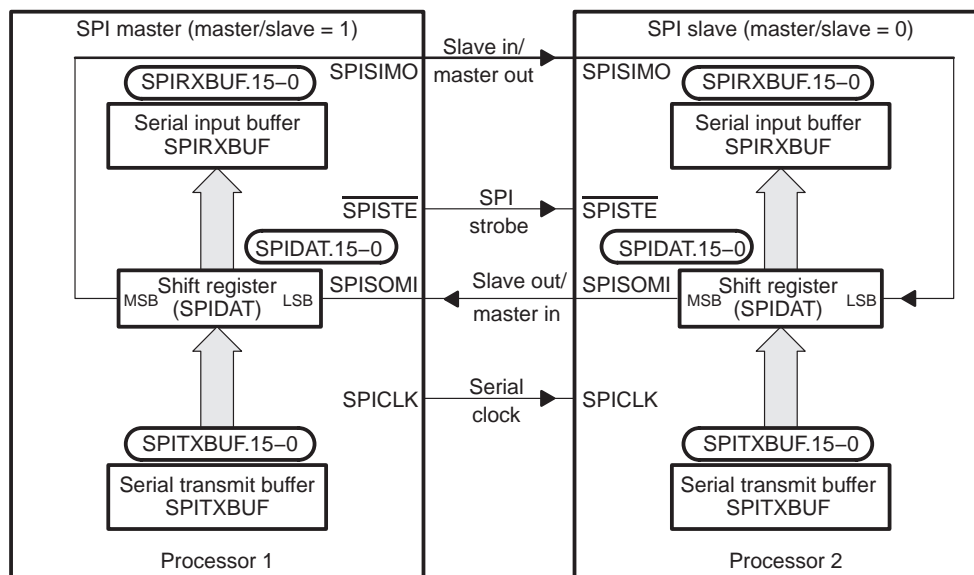 SPI master (master/slave = 1)
SPISIMO
SPIRXBUF.15−0
Serial input buffer
SPIRXBUF
SPISTE
SPIDAT.15−0
MSB
Shift register
(SPIDAT)
LSB
SPISOMI
SPICLK
SPITXBUF.15−0
Serial transmit buffer
SPITXBUF
Processor 1
Slave in/
master out
SPI
strobe
Slave out/
master in
Serial
clock
SPI slave (master/slave = 0)
SPISIMO
SPIRXBUF.15−0
Serial input buffer
SPIRXBUF
SPISTE
SPIDAT.15−0
SPISOMI
MSB
Shift register
(SPIDAT)
LSB
SPICLK
SPITXBUF.15−0
Serial transmit buffer
SPITXBUF
Processor 2